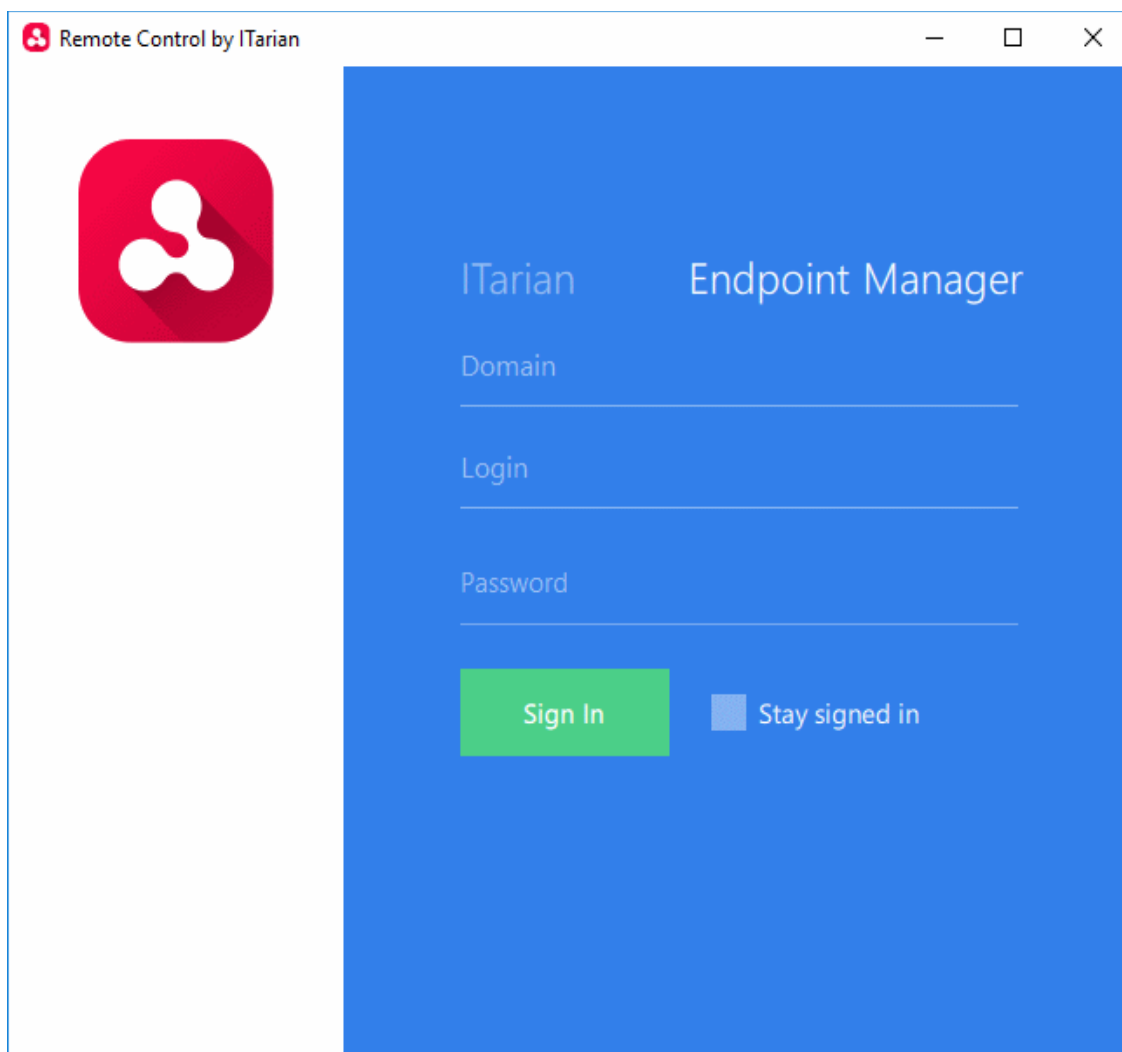 Remote Control by ITarian
ITarian Endpoint Manager
Domain
Login
Password
Sign In Stay signed in